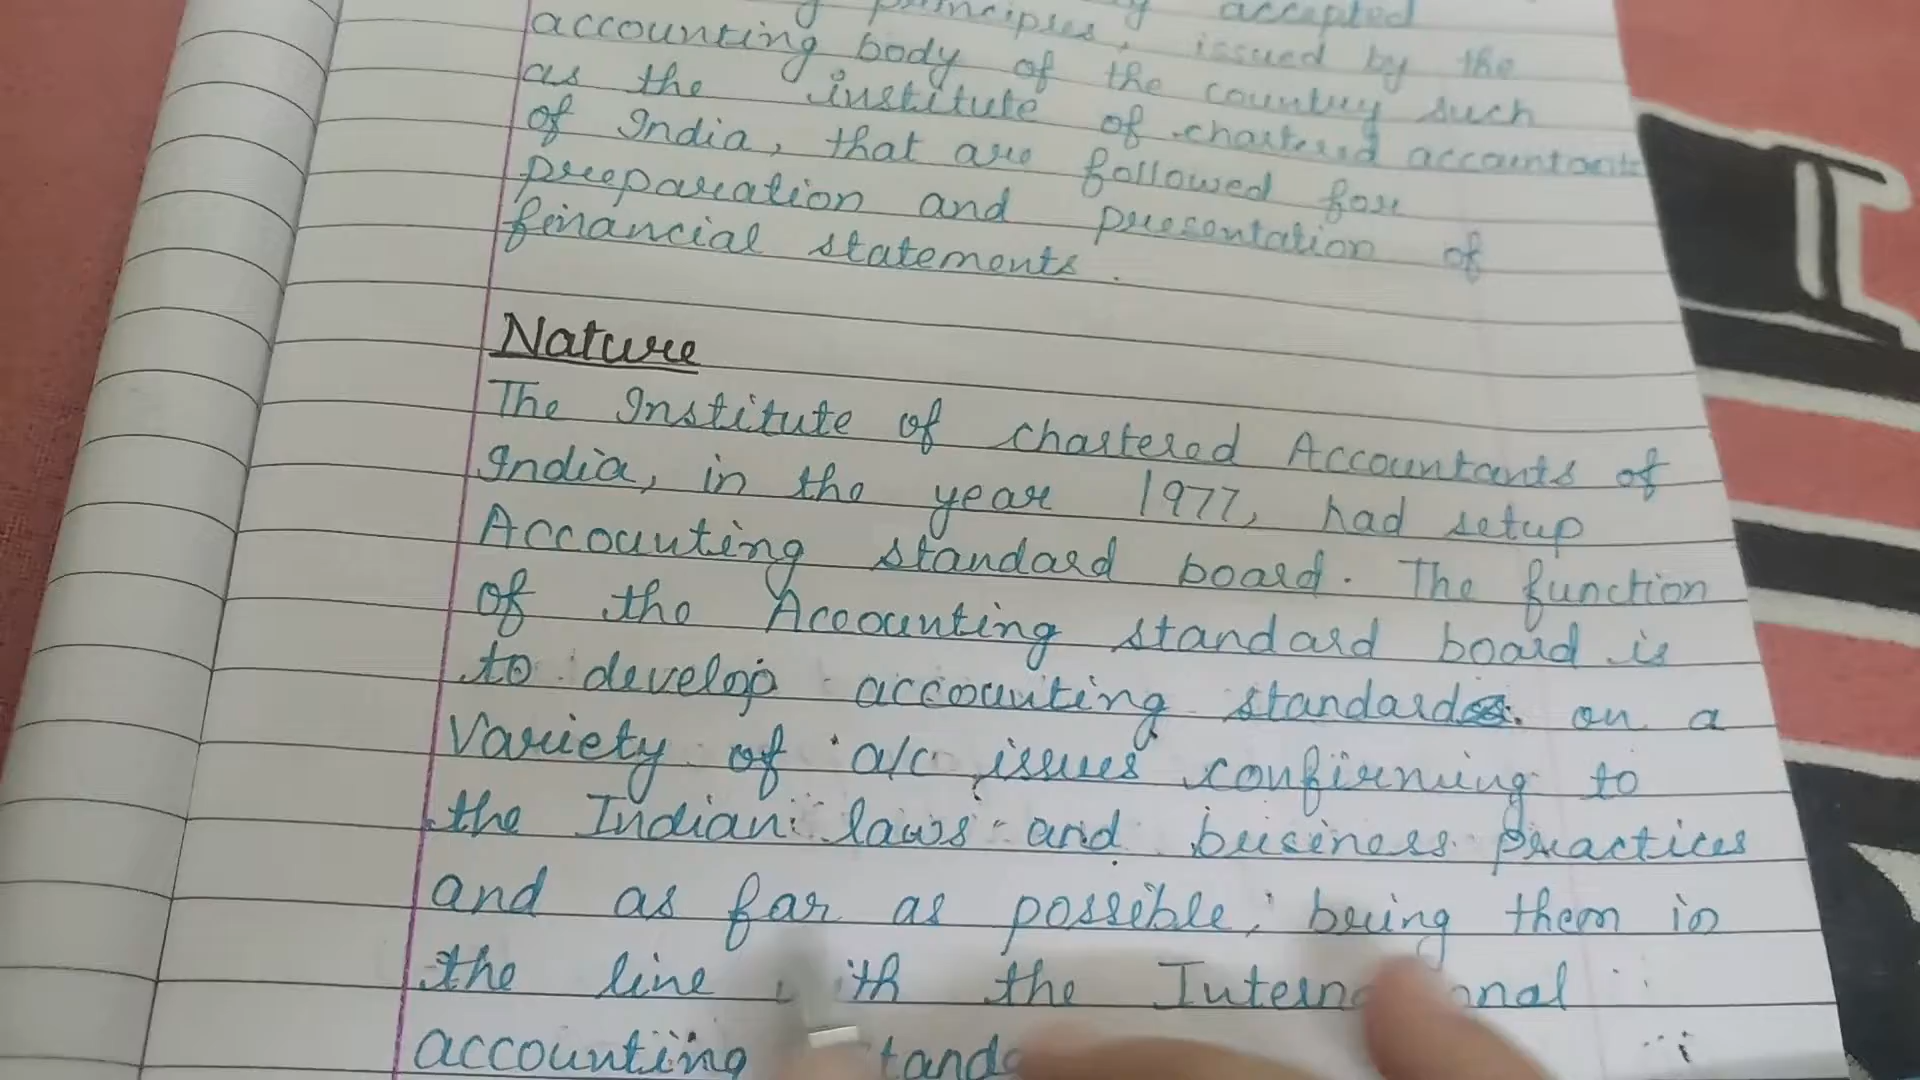 principles, accepted
accounting body of the country such issued by the
as the institute of chartered accountants
of India, that are followed for
preparation and presentation of
financial statements.
Nature
The Institute of chartered Accountants of
India, in the year 1977, had setup
Accounting standard board. The function
of the Accounting standard board is
to develop accounting standards on a
Variety of a/c issues confirming to
the Indian laws and business practices
and as far as possible, bring them in
the line the
accounting